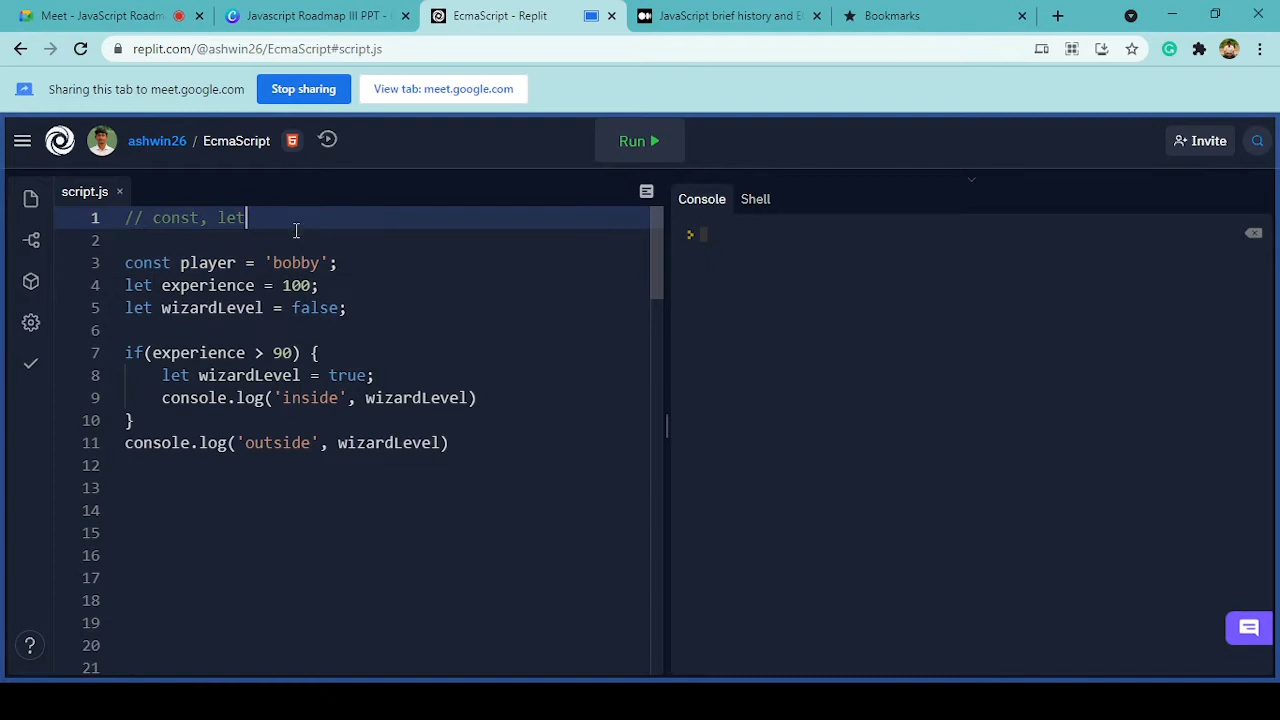 Meet - JavaScript Roadm
Javascript Roadmap III PPT -
EcmaScript - Replit
JavaScript brief history and Ec
Bookmarks
replit.com/@ashwin26/EcmaScript#script.js
Sharing this tab to meet.google.com
Stop sharing
View tab: meet.google.com
ashwin26 / EcmaScript
Run
Invite
script.js
Console
Shell
1 // const, let
2
3 const player = 'bobby';
4 let experience = 100;
5 let wizardLevel = false;
6
7 if(experience > 90) {
8 let wizardLevel = true;
9 console.log('inside', wizardLevel)
10 }
11 console.log('outside', wizardLevel)
12
13
14
15
16
17
18
19
20
21
>
?